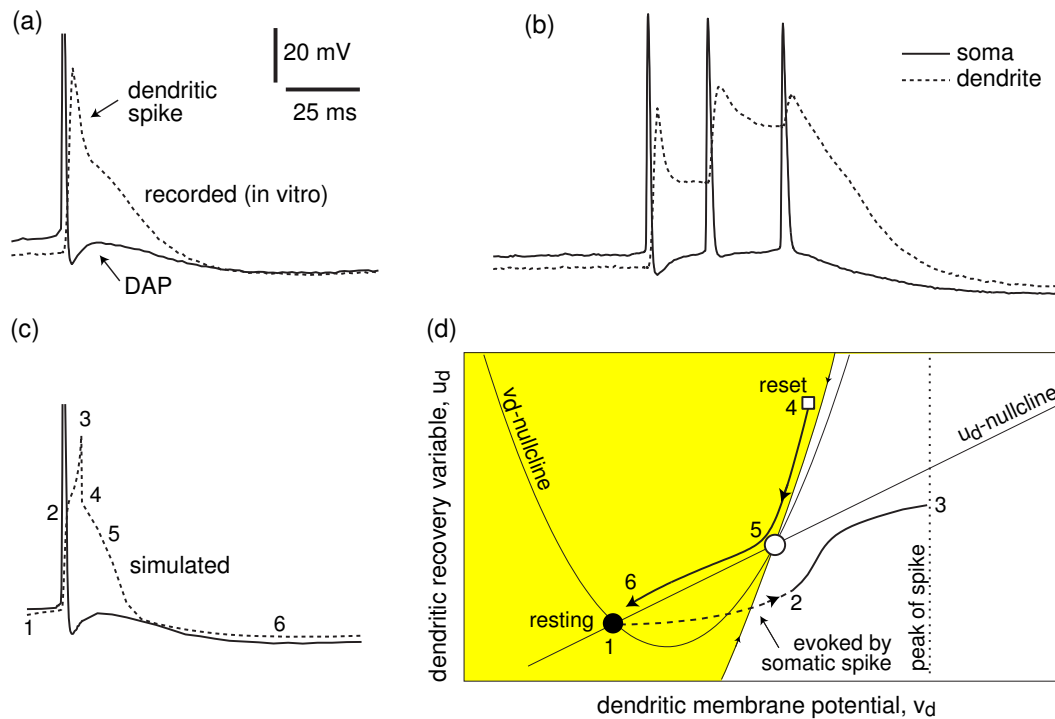 (a)
20 mV
25 ms
dendritic
spike
recorded (in vitro)
DAP
(b)
soma
dendrite
(c)
3
2
4
5
simulated
1
6
(d)
dendritic recovery variable, ud
vd-nullcline
reset
4
ud-nullcline
5
3
6
resting
1
2
evoked by
somatic spike
peak of spike
dendritic membrane potential, vd